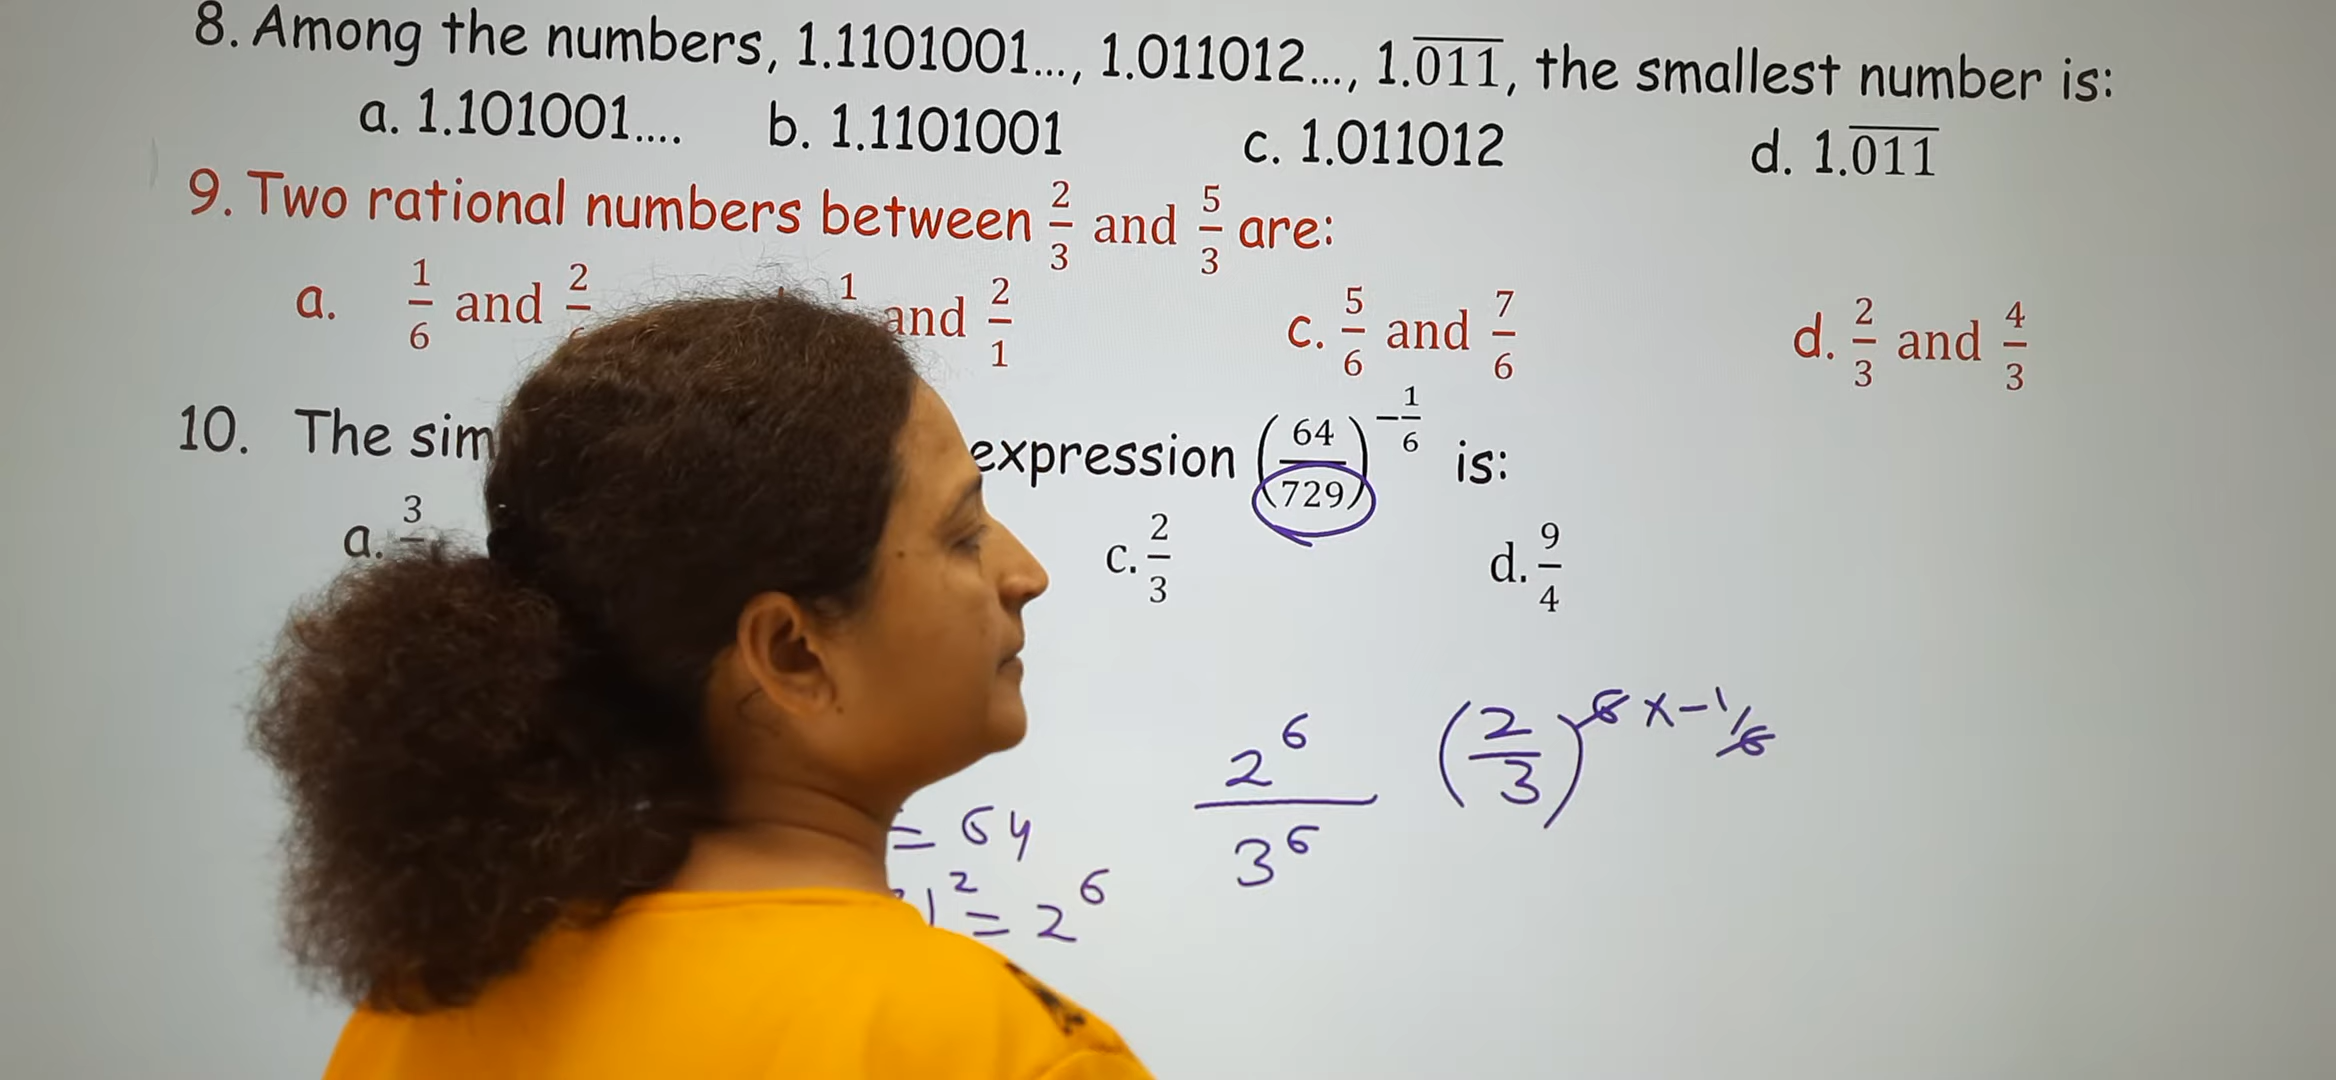 8. Among the numbers, 1.1101001..., 1.011012..., 1.0̅1̅1̅, the smallest number is:
a. 1.101001.... b. 1.1101001 c. 1.011012 d. 1.0̅1̅1̅
9. Two rational numbers between 2/3 and 5/3 are:
a. 1/6 and 2/ 1 and 2/1 c. 5/6 and 7/6 d. 2/3 and 4/3
10. The expression (64/729)^(-1/6) is:
a. 3 c. 2/3 d. 9/4
2^6/3^6 (2/3)^(6 x -1/6)
= 64
2 = 2^6